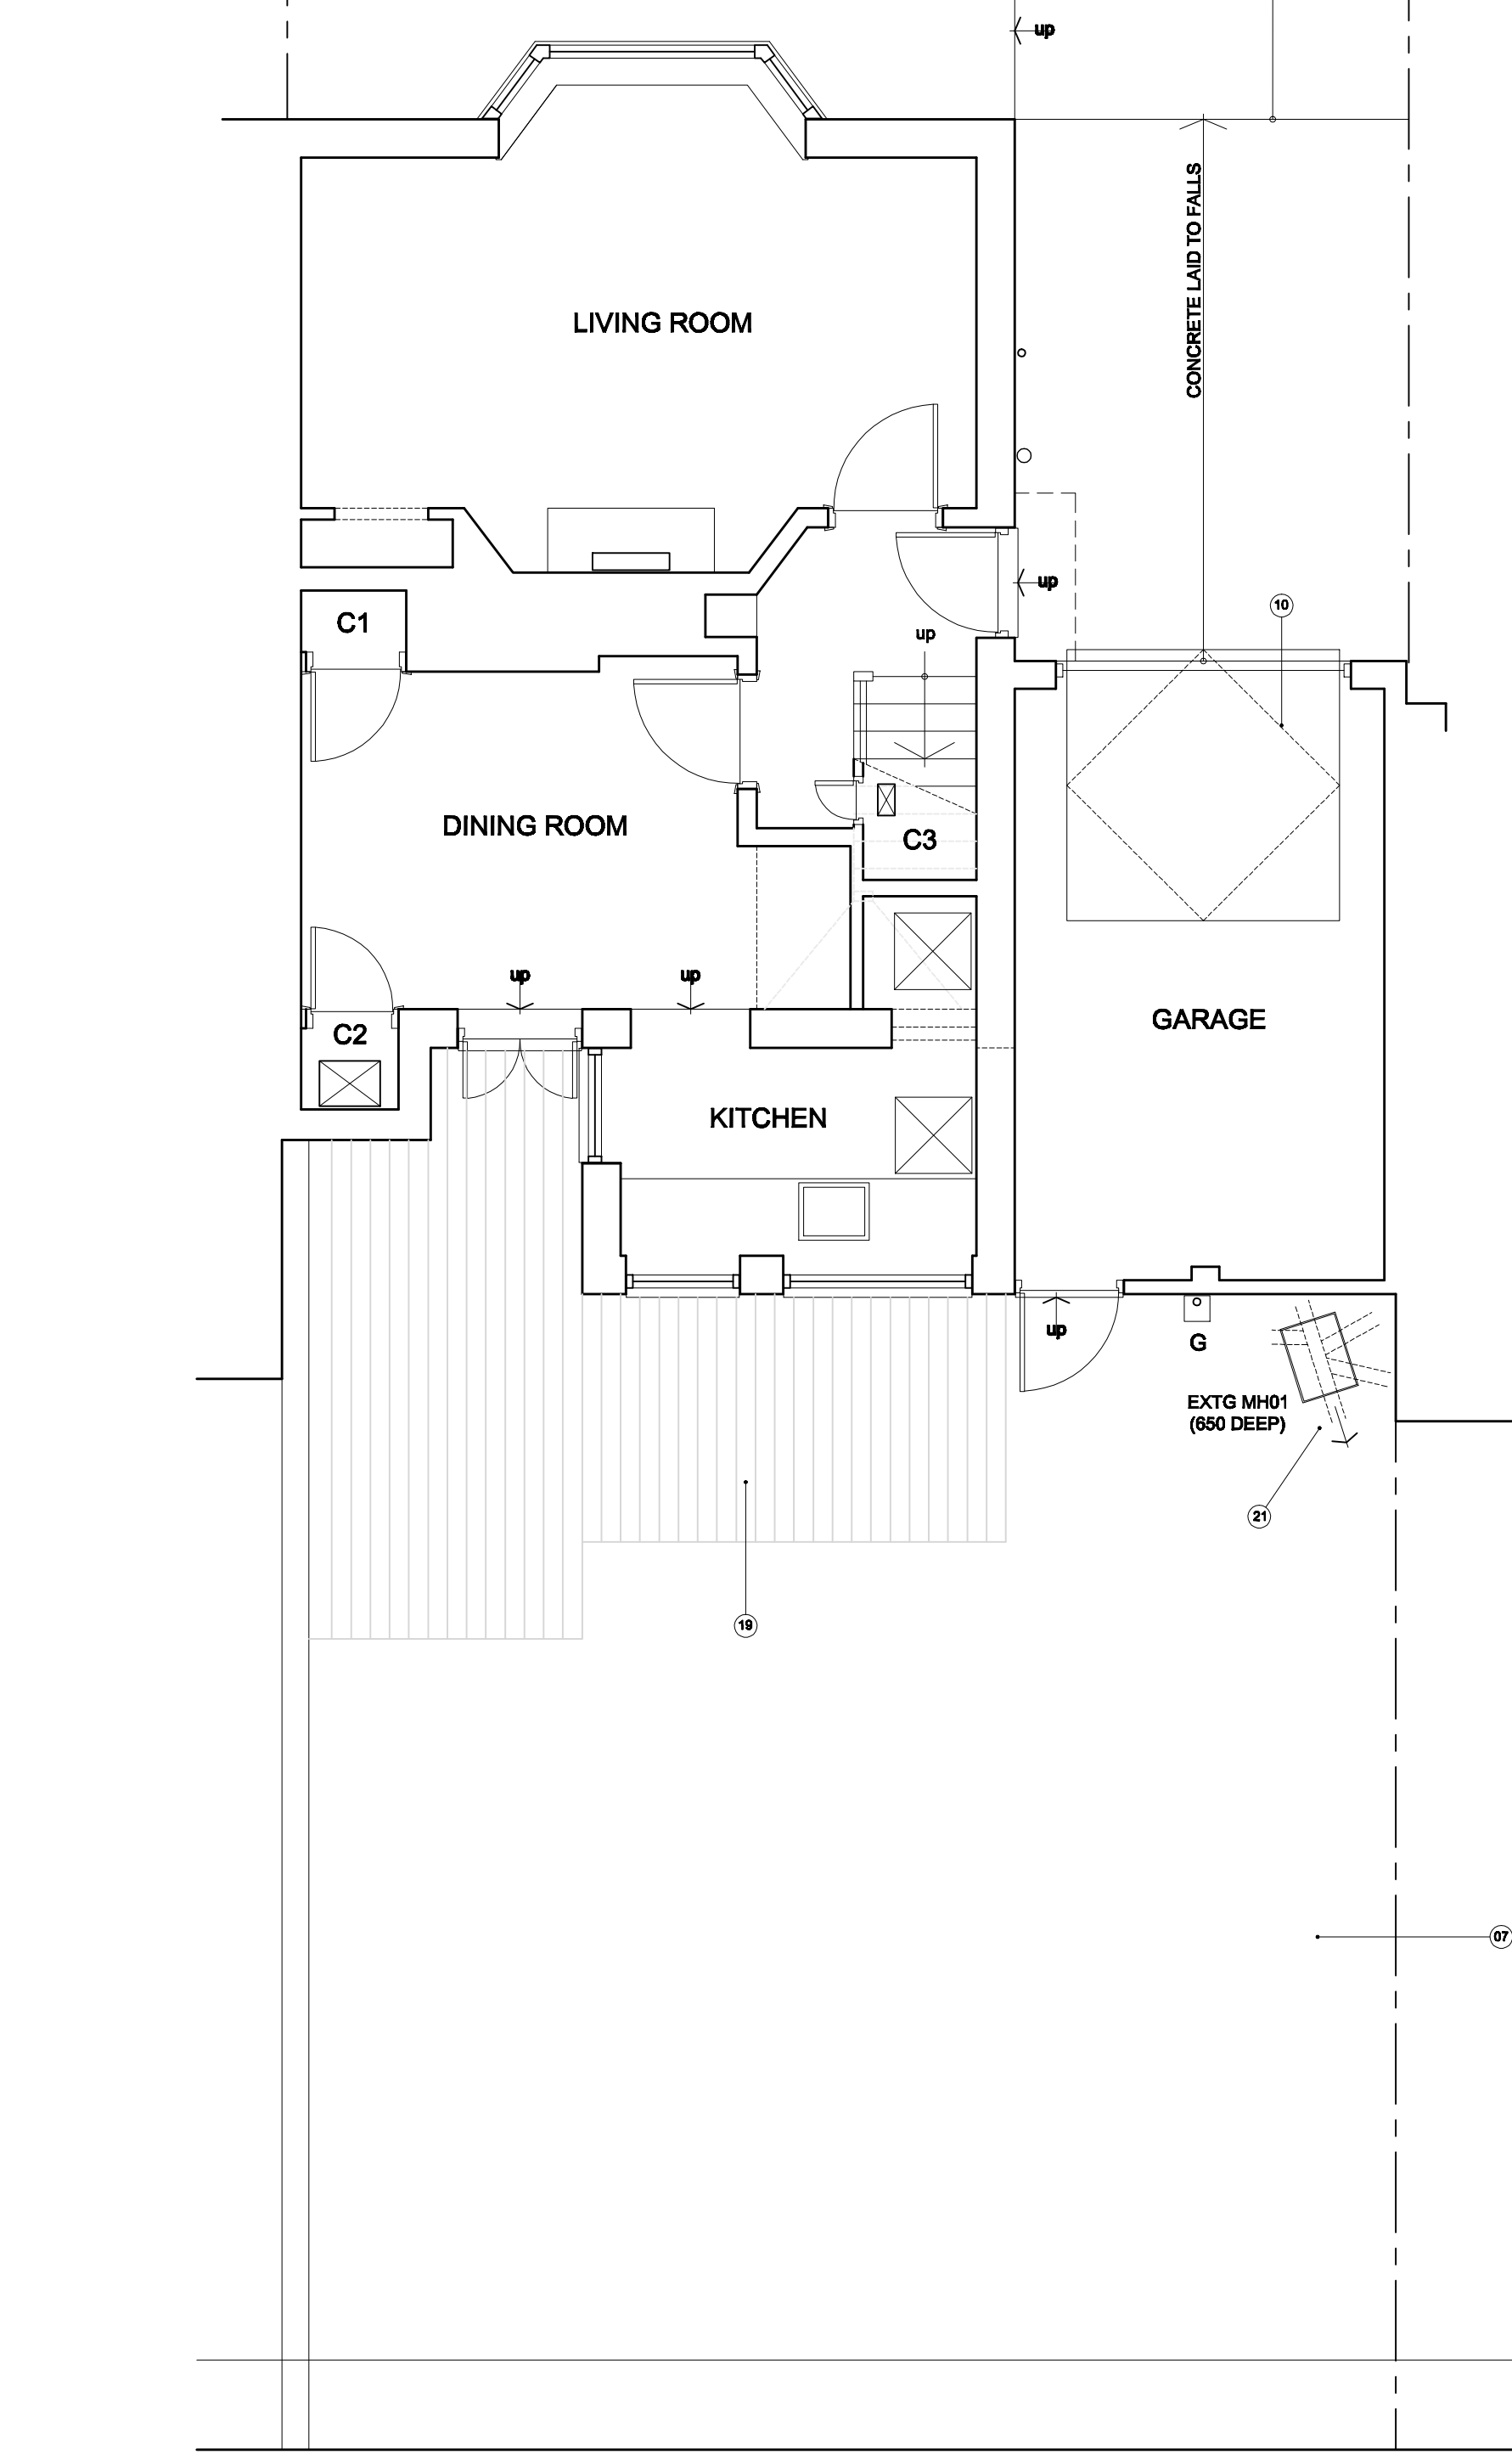 up
CONCRETE LAID TO FALLS
LIVING ROOM
up
10
C1
up
DINING ROOM
C3
up
up
GARAGE
C2
KITCHEN
up
G
EXTG MH01
(650 DEEP)
21
19
07